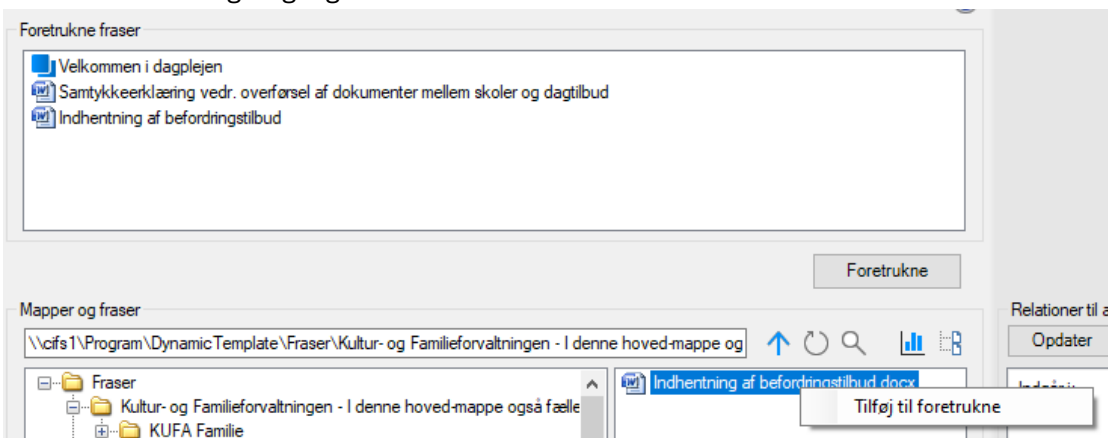 Foretrukne fraser
Velkommen i dagplejen
Samtykkeerklæring vedr. overførsel af dokumenter mellem skoler og dagtilbud
Indhentning af befordringstilbud
Foretrukne
Mapper og fraser
Relationer til a
\\cifs1\Program\DynamicTemplate\Fraser\Kultur- og Familieforvaltningen - I denne hoved-mappe og
Opdater
Fraser
Indhentning af befordringstilbud.docx
Tilføj til foretrukne
Kultur- og Familieforvaltningen - I denne hoved-mappe også fælle
KUFA Familie